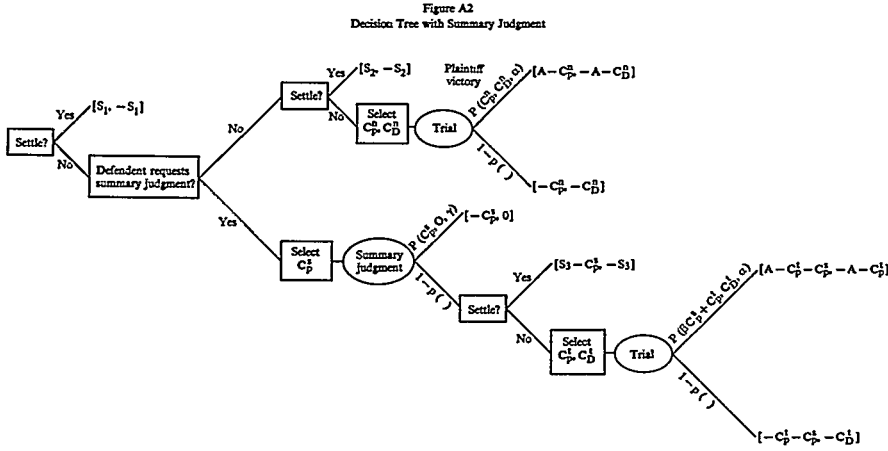 Figure A2
Decision Tree with Summary Judgment
Settle?
Yes
[S₁, −S₁]
No
Defendent requests
summary judgment?
No
Settle?
Yes
[S₂, −S₂]
No
Select
Cₚⁿ, C_Dⁿ
Trial
Plaintiff
victory
P (Cₚⁿ, C_Dⁿ, α)
[A−Cₚⁿ, −A−C_Dⁿ]
1−p( )
[−Cₚⁿ, −C_Dⁿ]
Yes
Select
Cₚˢ
Summary
Judgment
P (Cₚˢ, O, γ)
[−Cₚˢ, 0]
1−p( )
Settle?
Yes
[S₃−Cₚˢ, −S₃]
No
Select
Cₚᵗ, C_Dᵗ
Trial
P (βCₚˢ+Cₚᵗ, C_Dᵗ, α)
[A−Cₚᵗ−Cₚˢ, −A−Cₚᵗ]
1−p( )
[−Cₚᵗ−Cₚˢ, −C_Dᵗ]